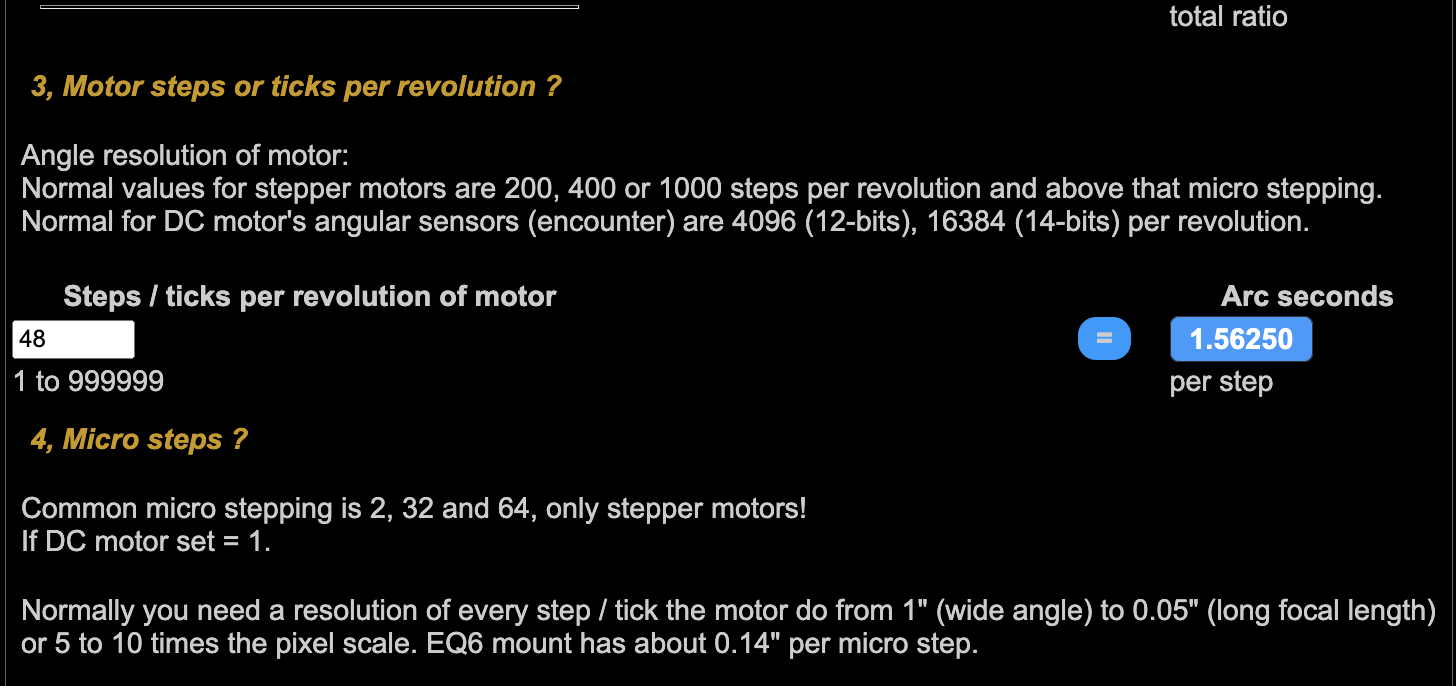 total ratio
3, Motor steps or ticks per revolution ?
Angle resolution of motor:
Normal values for stepper motors are 200, 400 or 1000 steps per revolution and above that micro stepping.
Normal for DC motor's angular sensors (encounter) are 4096 (12-bits), 16384 (14-bits) per revolution.
Steps / ticks per revolution of motor
Arc seconds
48
=
1.56250
1 to 999999
per step
4, Micro steps ?
Common micro stepping is 2, 32 and 64, only stepper motors!
If DC motor set = 1.
Normally you need a resolution of every step / tick the motor do from 1" (wide angle) to 0.05" (long focal length)
or 5 to 10 times the pixel scale. EQ6 mount has about 0.14" per micro step.